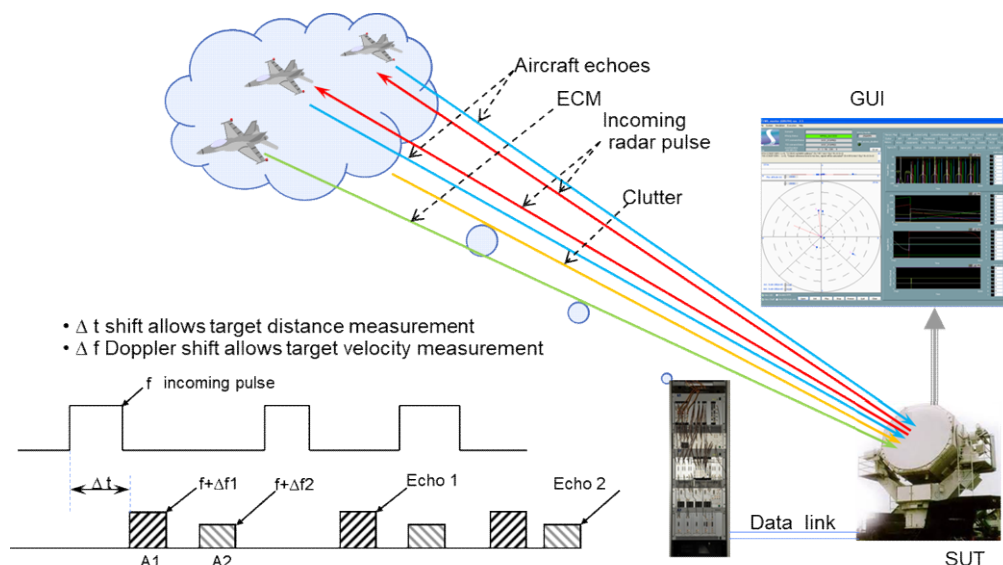 Aircraft echoes
ECM
GUI
Incoming
radar pulse
Clutter
• Δ t shift allows target distance measurement
• Δ f Doppler shift allows target velocity measurement
f incoming pulse
Δ t
f+Δf1
f+Δf2
Echo 1
Echo 2
A1
A2
Data link
SUT